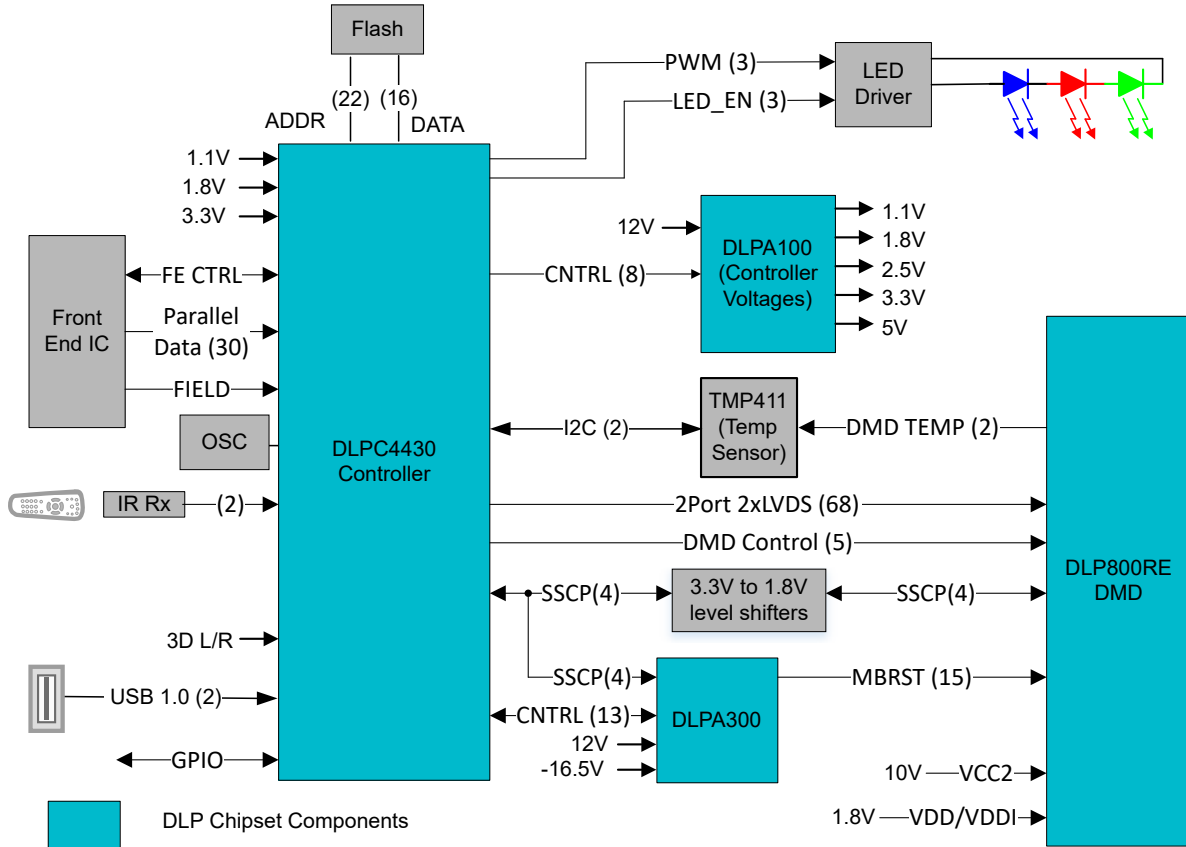 Flash
(22)
(16)
ADDR
DATA
PWM (3)
LED_EN (3)
LED
Driver
1.1V
1.8V
3.3V
Front
End IC
FE CTRL
Parallel
Data (30)
FIELD
OSC
IR Rx
(2)
3D L/R
USB 1.0 (2)
GPIO
DLPC4430
Controller
12V
CNTRL (8)
DLPA100
(Controller
Voltages)
1.1V
1.8V
2.5V
3.3V
5V
I2C (2)
TMP411
(Temp
Sensor)
DMD TEMP (2)
2Port 2xLVDS (68)
DMD Control (5)
SSCP(4)
3.3V to 1.8V
level shifters
SSCP(4)
SSCP(4)
CNTRL (13)
12V
-16.5V
DLPA300
MBRST (15)
DLP800RE
DMD
10V
VCC2
1.8V
VDD/VDDI
DLP Chipset Components